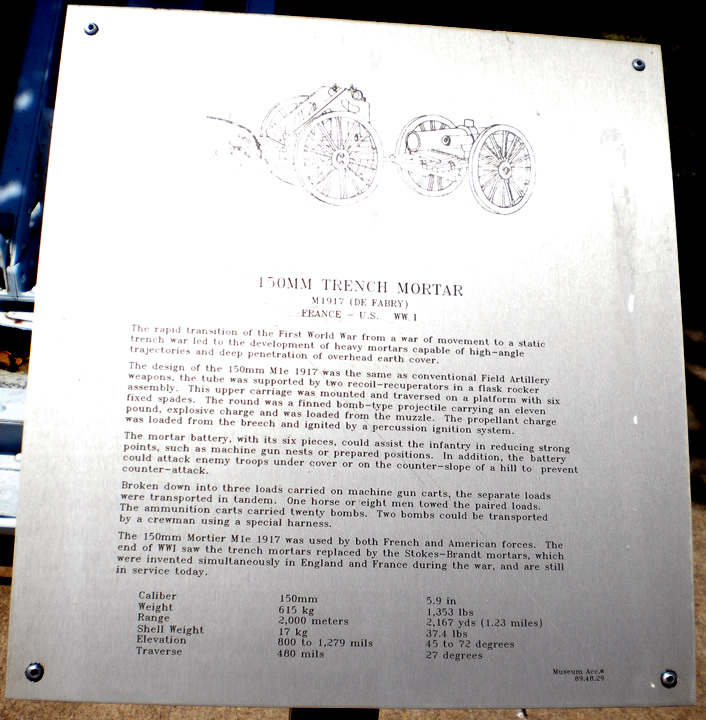 150MM TRENCH MORTAR
M1917 (DE FABRY)
FRANCE - U.S. WW 1
The rapid transition of the First World War from a war of movement to a static
trench war led to the development of heavy mortars capable of high-angle
trajectories and deep penetration of overhead earth cover.
The design of the 150mm M1e 1917 was the same as conventional Field Artillery
weapons, the tube was supported by two recoil-recuperators in a flask rocker
assembly. This upper carriage was mounted and traversed on a platform with six
fixed spades. The round was a finned bomb-type projectile carrying an eleven
pound, explosive charge and was loaded from the muzzle. The propellant charge
was loaded from the breech and ignited by a percussion ignition system.
The mortar battery, with its six pieces, could assist the infantry in reducing strong
points, such as machine gun nests or prepared positions. In addition, the battery
could attack enemy troops under cover or on the counter-slope of a hill to prevent
counter-attack.
Broken down into three loads carried on machine gun carts, the separate loads
were transported in tandem. One horse or eight men towed the paired loads.
The ammunition carts carried twenty bombs. Two bombs could be transported
by a crewman using a special harness.
The 150mm Mortier M1e 1917 was used by both French and American forces. The
end of WWI saw the trench mortars replaced by the Stokes-Brandt mortars, which
were invented simultaneously in England and France during the war, and are still
in service today.
Caliber 150mm 5.9 in
Weight 615 kg 1,353 lbs
Range 2,000 meters 2,167 yds (1.23 miles)
Shell Weight 17 kg 37.4 lbs
Elevation 800 to 1,279 mils 45 to 72 degrees
Traverse 480 mils 27 degrees
Museum Acc.#
89.48.29